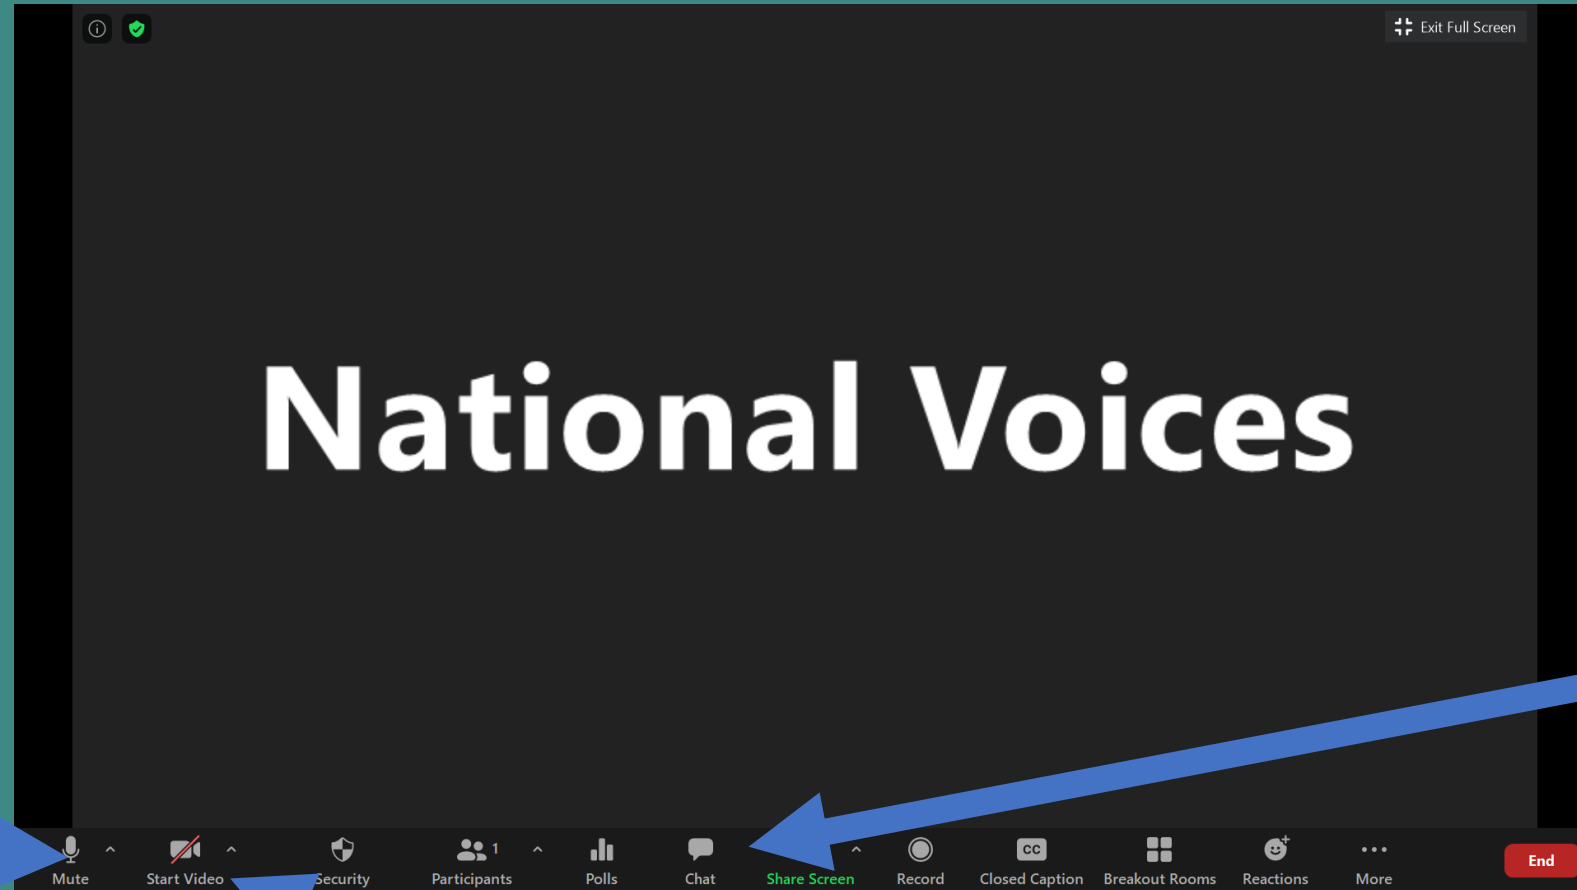 Exit Full Screen
National Voices
1
CC
Mute Start Video Security Participants Polls Chat Share Screen Record Closed Caption Breakout Rooms Reactions More End